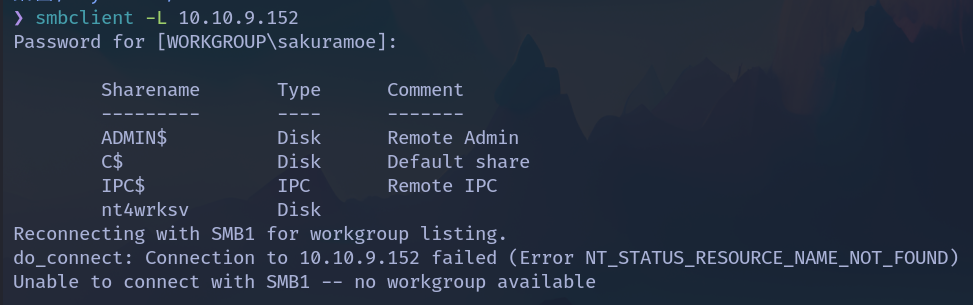 ❯ smbclient -L 10.10.9.152
Password for [WORKGROUP\sakuramoe]:
Sharename Type Comment
--------- ---- -------
ADMIN$ Disk Remote Admin
C$ Disk Default share
IPC$ IPC Remote IPC
nt4wrksv Disk
Reconnecting with SMB1 for workgroup listing.
do_connect: Connection to 10.10.9.152 failed (Error NT_STATUS_RESOURCE_NAME_NOT_FOUND)
Unable to connect with SMB1 -- no workgroup available